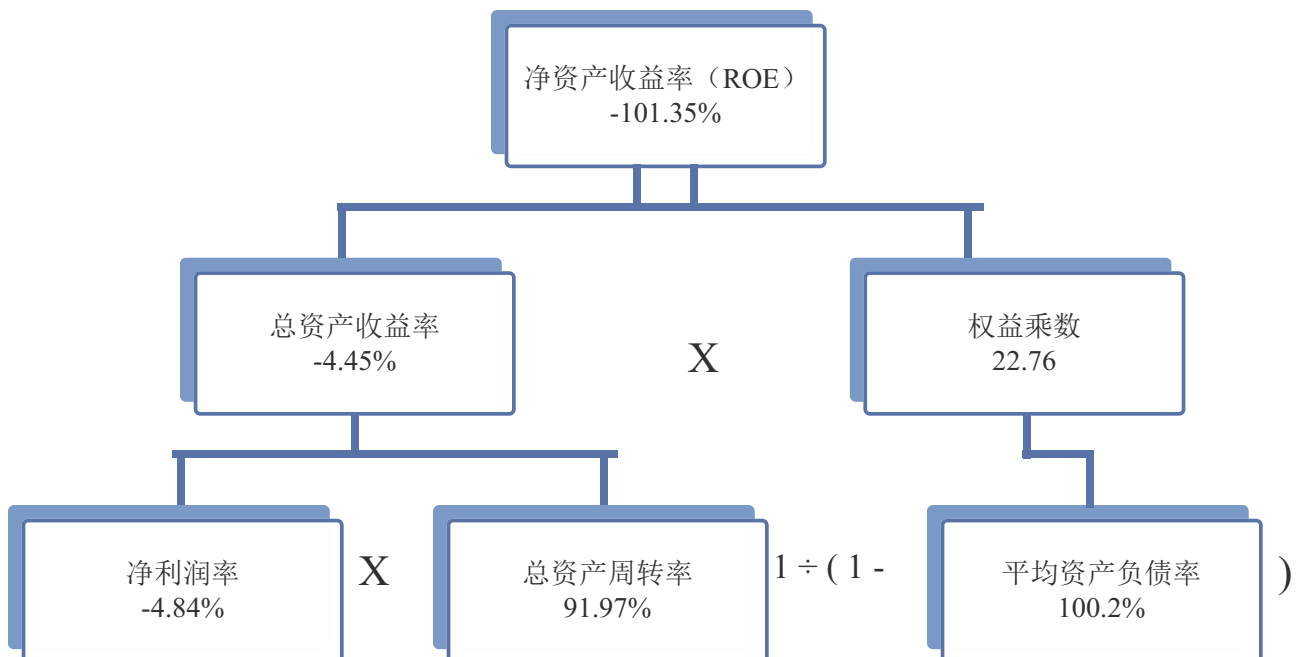 净资产收益率（ROE）
-101.35%
总资产收益率
-4.45%
X
权益乘数
22.76
净利润率
-4.84%
X
总资产周转率
91.97%
1 ÷ ( 1 -
平均资产负债率
100.2%
)